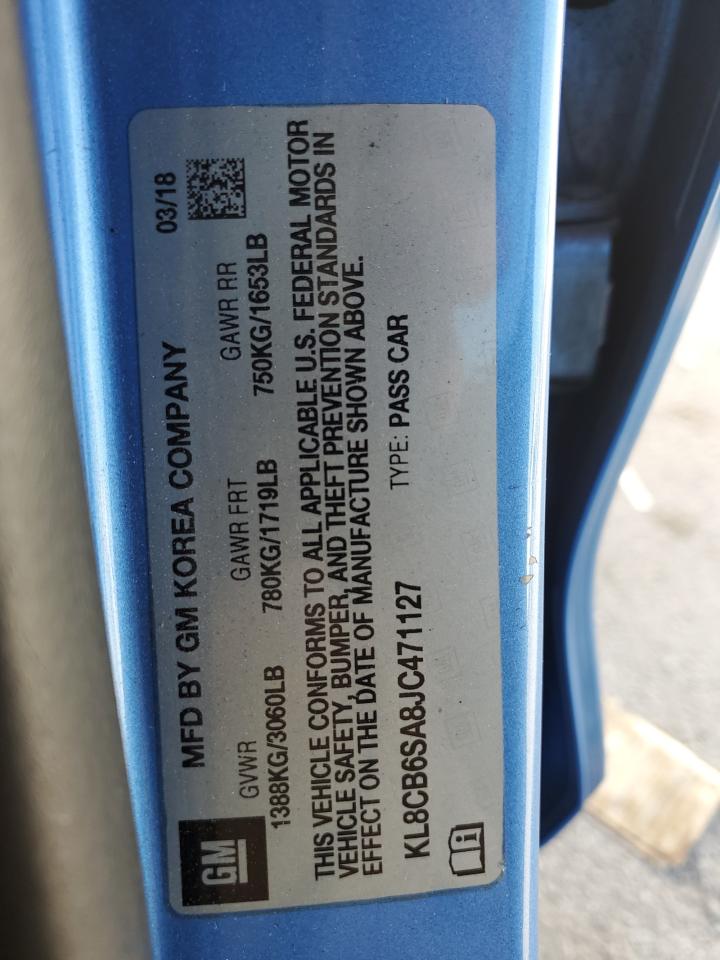 GM
MFD BY GM KOREA COMPANY 03/18
GVWR GAWR FRT GAWR RR
1388KG/3060LB 780KG/1719LB 750KG/1653LB
THIS VEHICLE CONFORMS TO ALL APPLICABLE U.S. FEDERAL MOTOR
VEHICLE SAFETY, BUMPER, AND THEFT PREVENTION STANDARDS IN
EFFECT ON THE DATE OF MANUFACTURE SHOWN ABOVE.
KL8CB6SA8JC471127 TYPE: PASS CAR